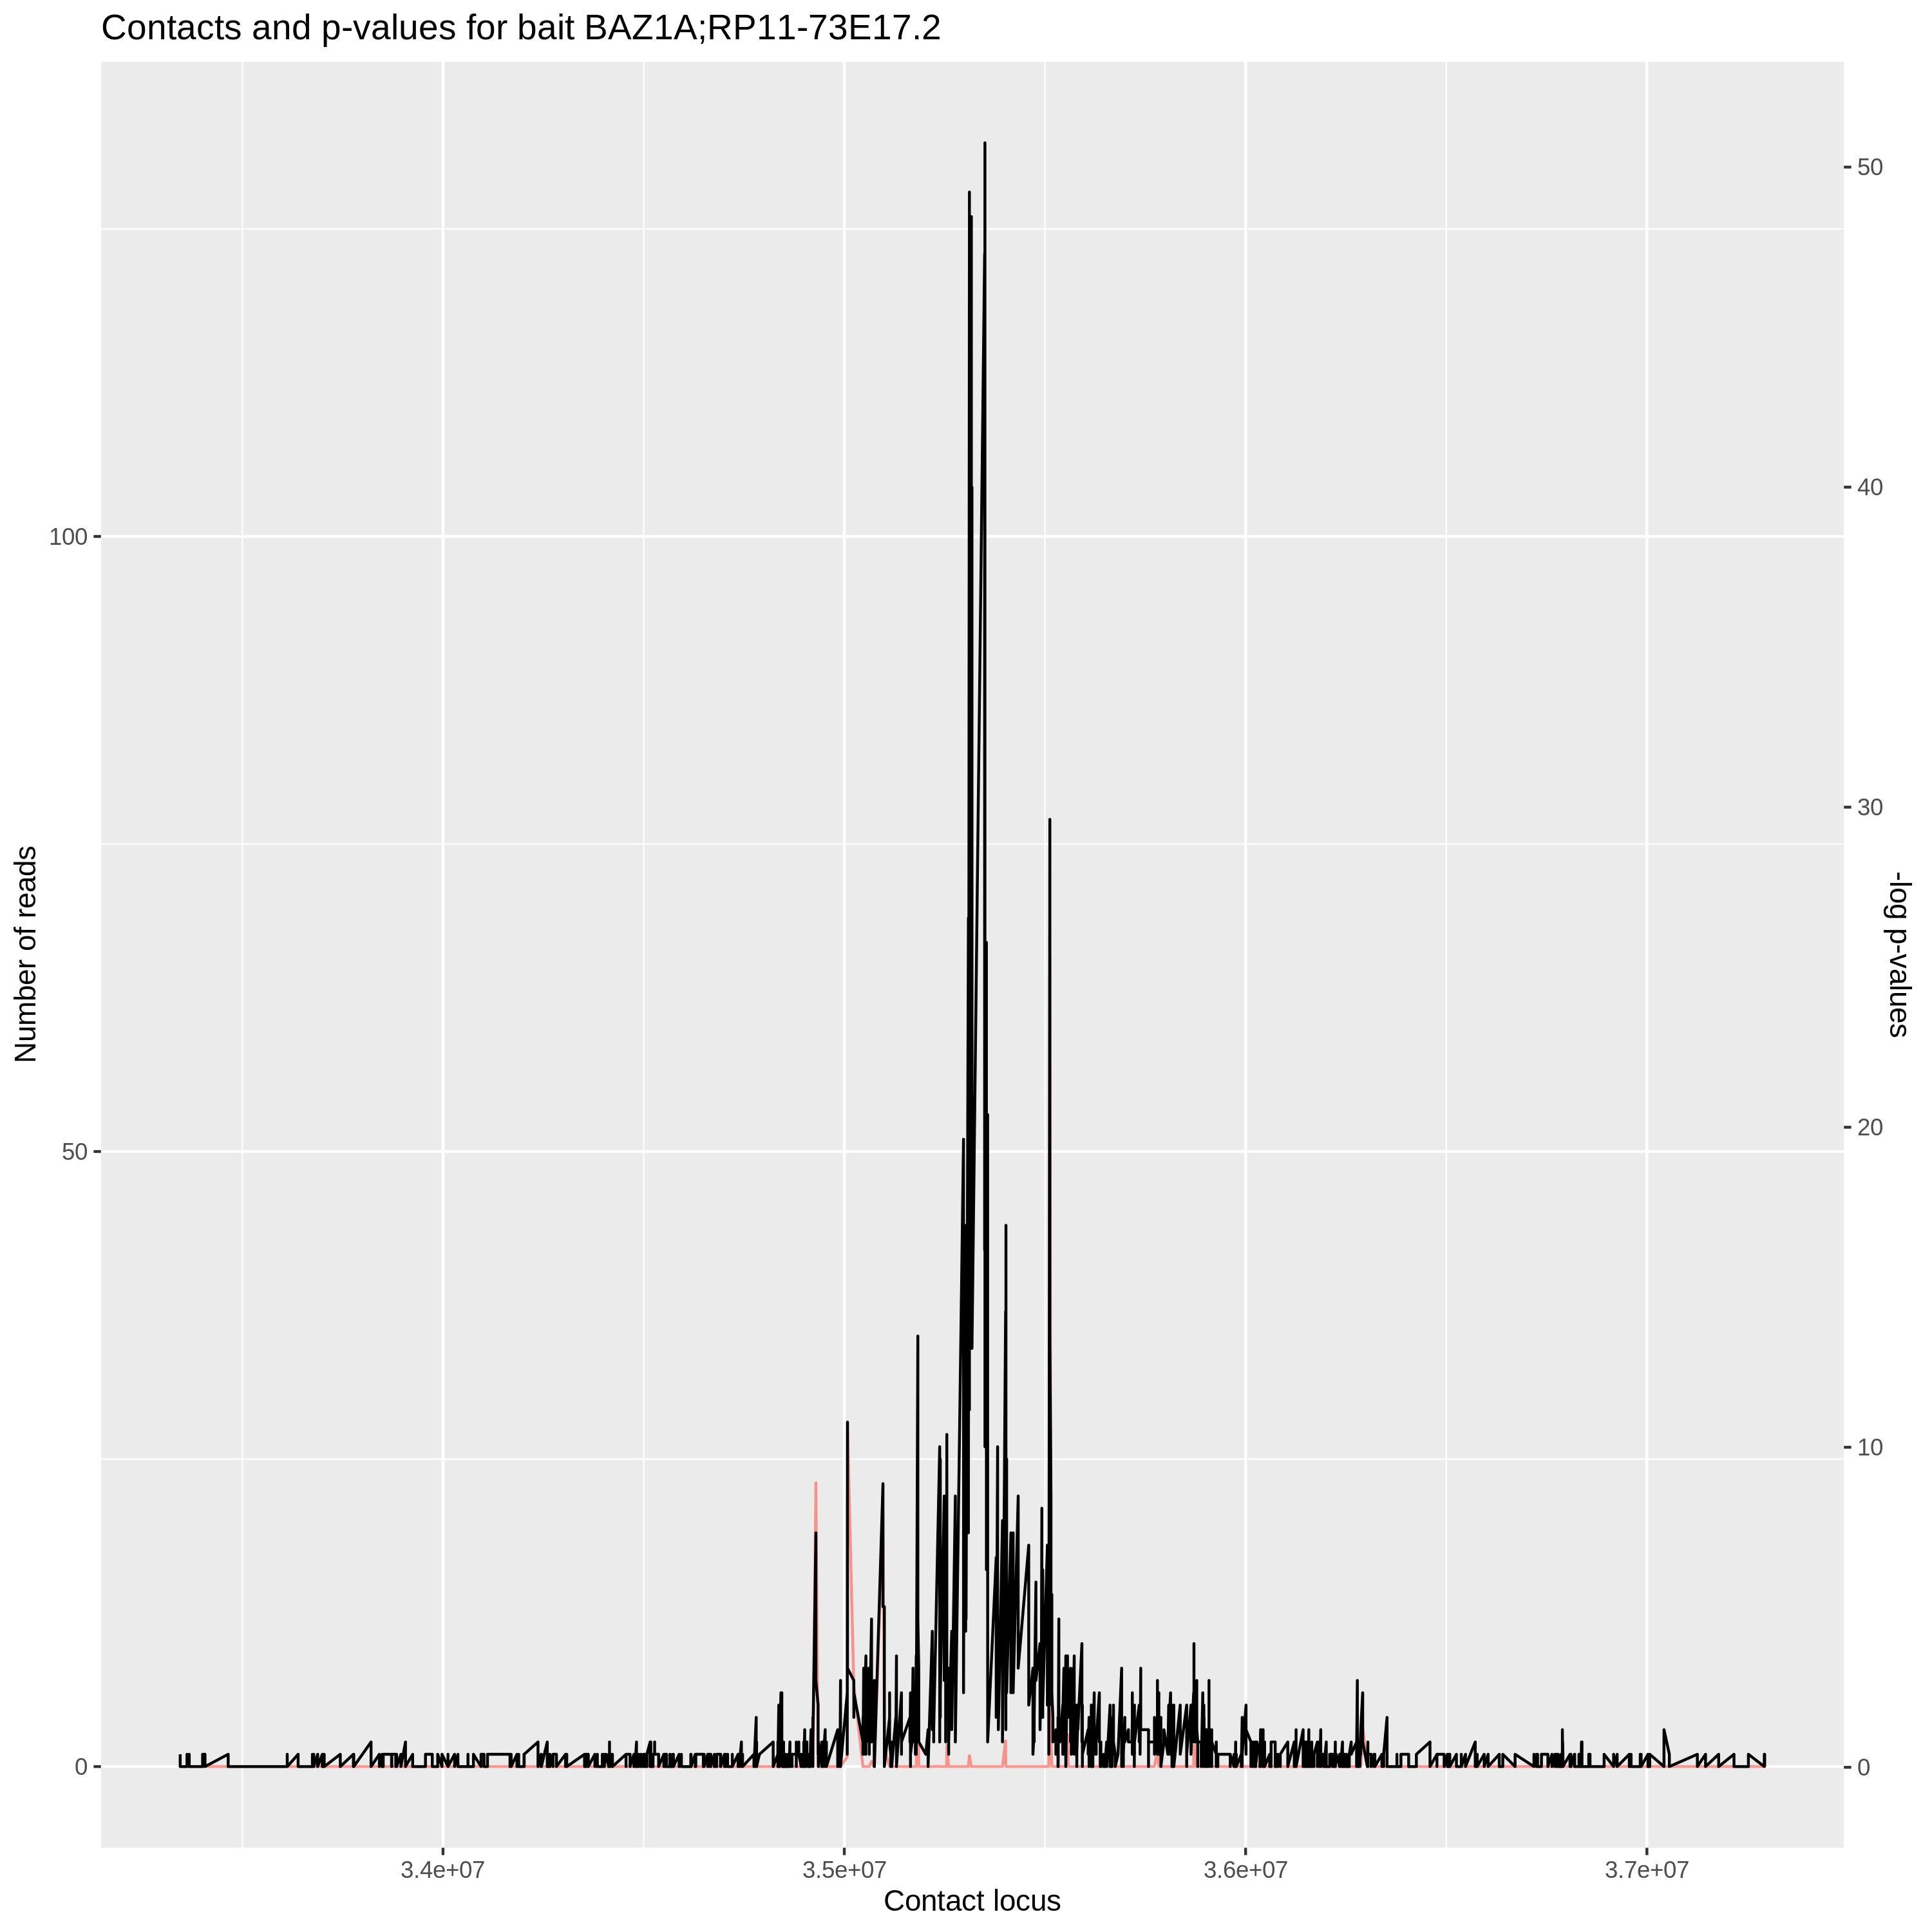 Contacts and p-values for bait BAZ1A;RP11-73E17.2
50
40
100
30
Number of reads
-log p-values
20
50
10
0
0
3.4e+07
3.5e+07
3.6e+07
3.7e+07
Contact locus